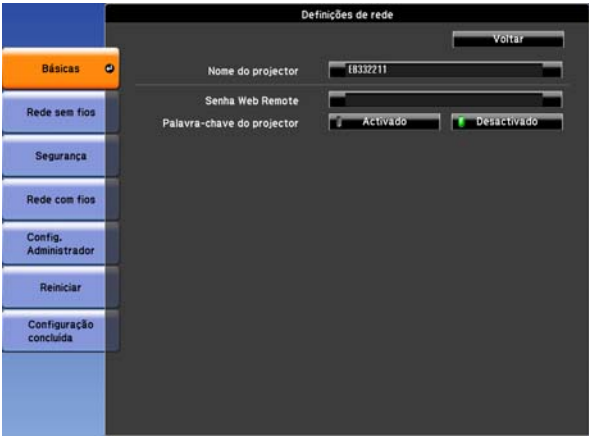 Definições de rede
Voltar
Básicas
Nome do projector
EB332211
Senha Web Remote
Rede sem fios
Palavra-chave do projector
Activado
Desactivado
Segurança
Rede com fios
Config.
Administrador
Reiniciar
Configuração
concluída